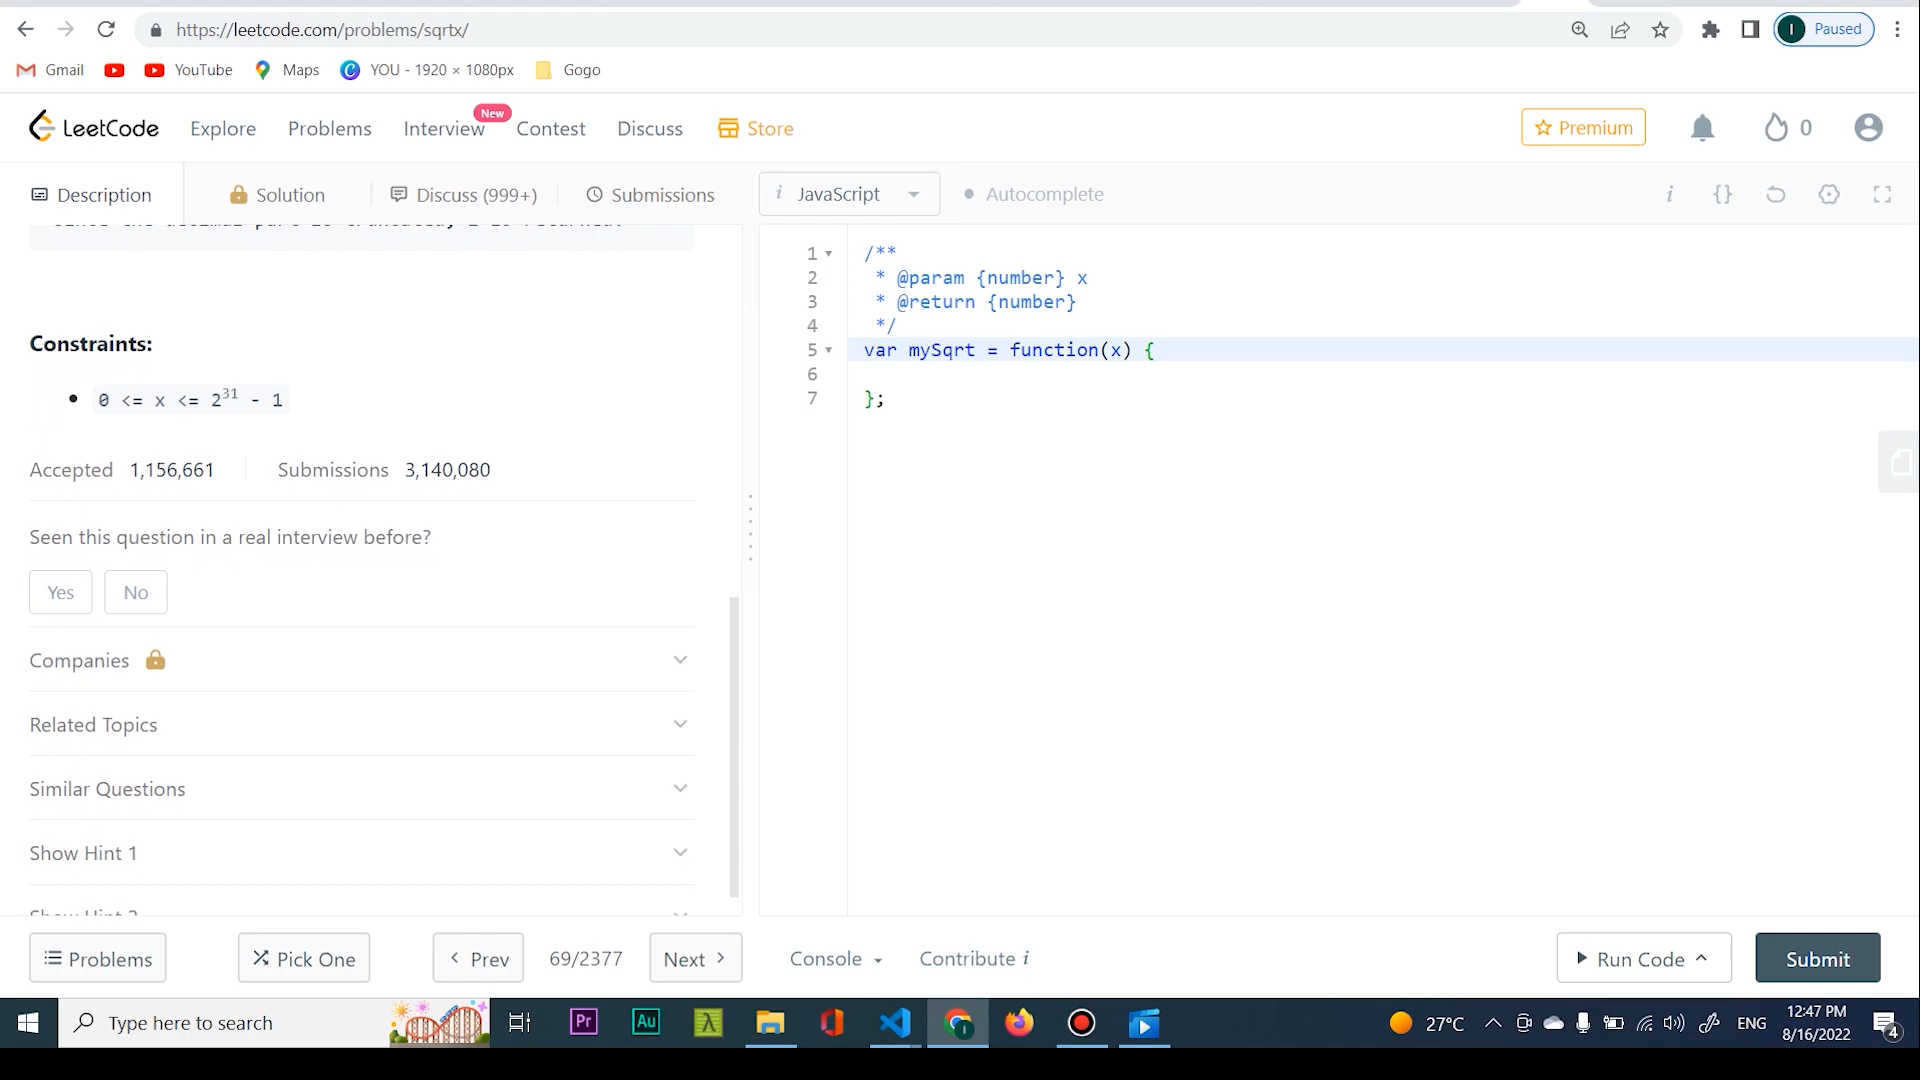 https://leetcode.com/problems/sqrtx/
Paused
Gmail
YouTube
Maps
YOU - 1920 × 1080px
Gogo
LeetCode
Explore
Problems
Interview
New
Contest
Discuss
Store
Premium
0
Description
Solution
Discuss (999+)
Submissions
i JavaScript
Autocomplete
i
{}
Constraints:
0 <= x <= 2^31 - 1
Accepted 1,156,661
Submissions 3,140,080
Seen this question in a real interview before?
Yes
No
Companies
Related Topics
Similar Questions
Show Hint 1
1 /**
2 * @param {number} x
3 * @return {number}
4 */
5 var mySqrt = function(x) {
6
7 };
Problems
Pick One
Prev
69/2377
Next
Console
Contribute i
Run Code
Submit
Type here to search
Pr
Au
27°C
ENG
12:47 PM
8/16/2022
4